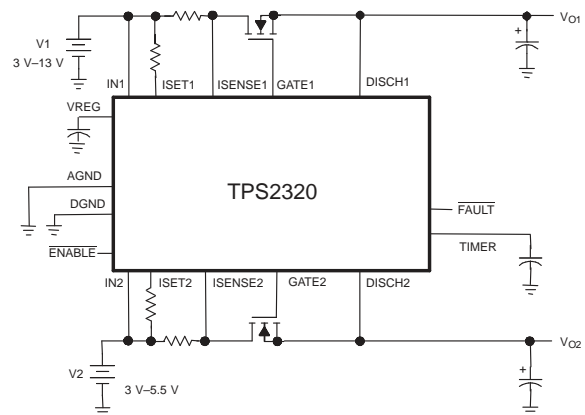 V1
3 V–13 V
+
VO1
IN1
ISET1
ISENSE1
GATE1
DISCH1
VREG
AGND
DGND
TPS2320
FAULT
TIMER
ENABLE
IN2
ISET2
ISENSE2
GATE2
DISCH2
V2
3 V–5.5 V
+
VO2